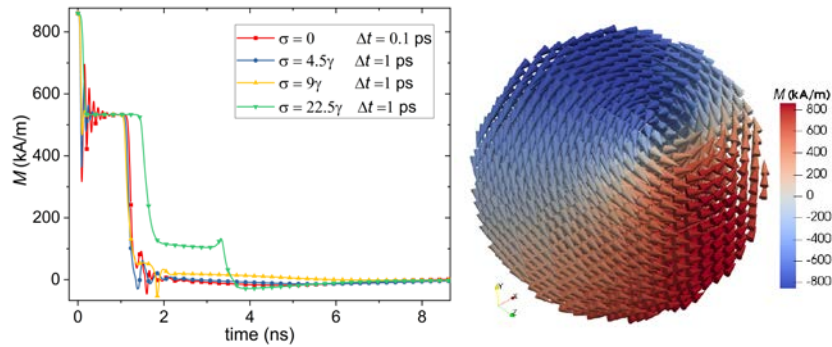 800
600
400
200
0
M (kA/m)
σ = 0 Δt = 0.1 ps
σ = 4.5γ Δt =1 ps
σ = 9γ Δt =1 ps
σ = 22.5γ Δt =1 ps
0 2 4 6 8
time (ns)
M (kA/m)
800
600
400
200
0
-200
-400
-600
-800
Y
X
Z